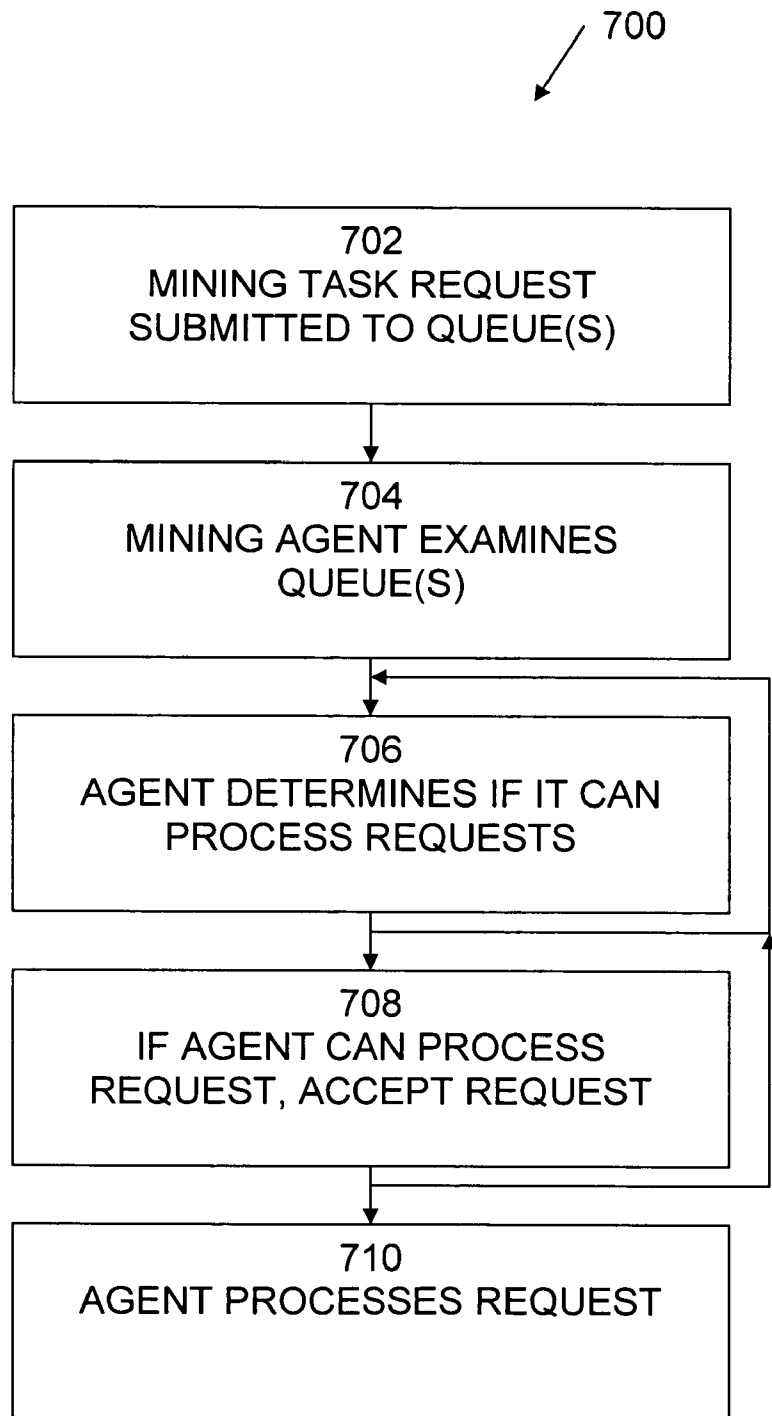 700
702
MINING TASK REQUEST
SUBMITTED TO QUEUE(S)
704
MINING AGENT EXAMINES
QUEUE(S)
706
AGENT DETERMINES IF IT CAN
PROCESS REQUESTS
708
IF AGENT CAN PROCESS
REQUEST, ACCEPT REQUEST
710
AGENT PROCESSES REQUEST